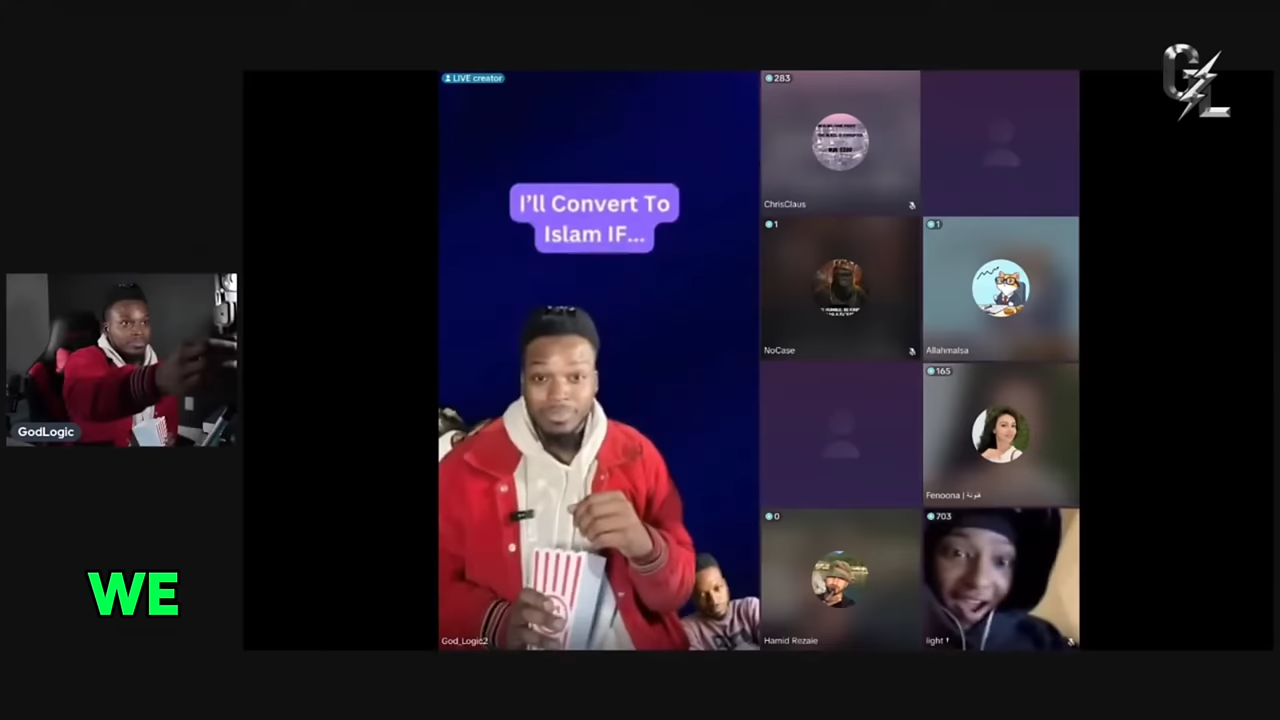 GL
LIVE creator
I'll Convert To
Islam IF...
God_Logic2
283
ChrisClaus
1
NoCase
1
Allahmalsa
165
Fenoona | فنونة
0
Hamid Rezaie
703
light
GodLogic
WE